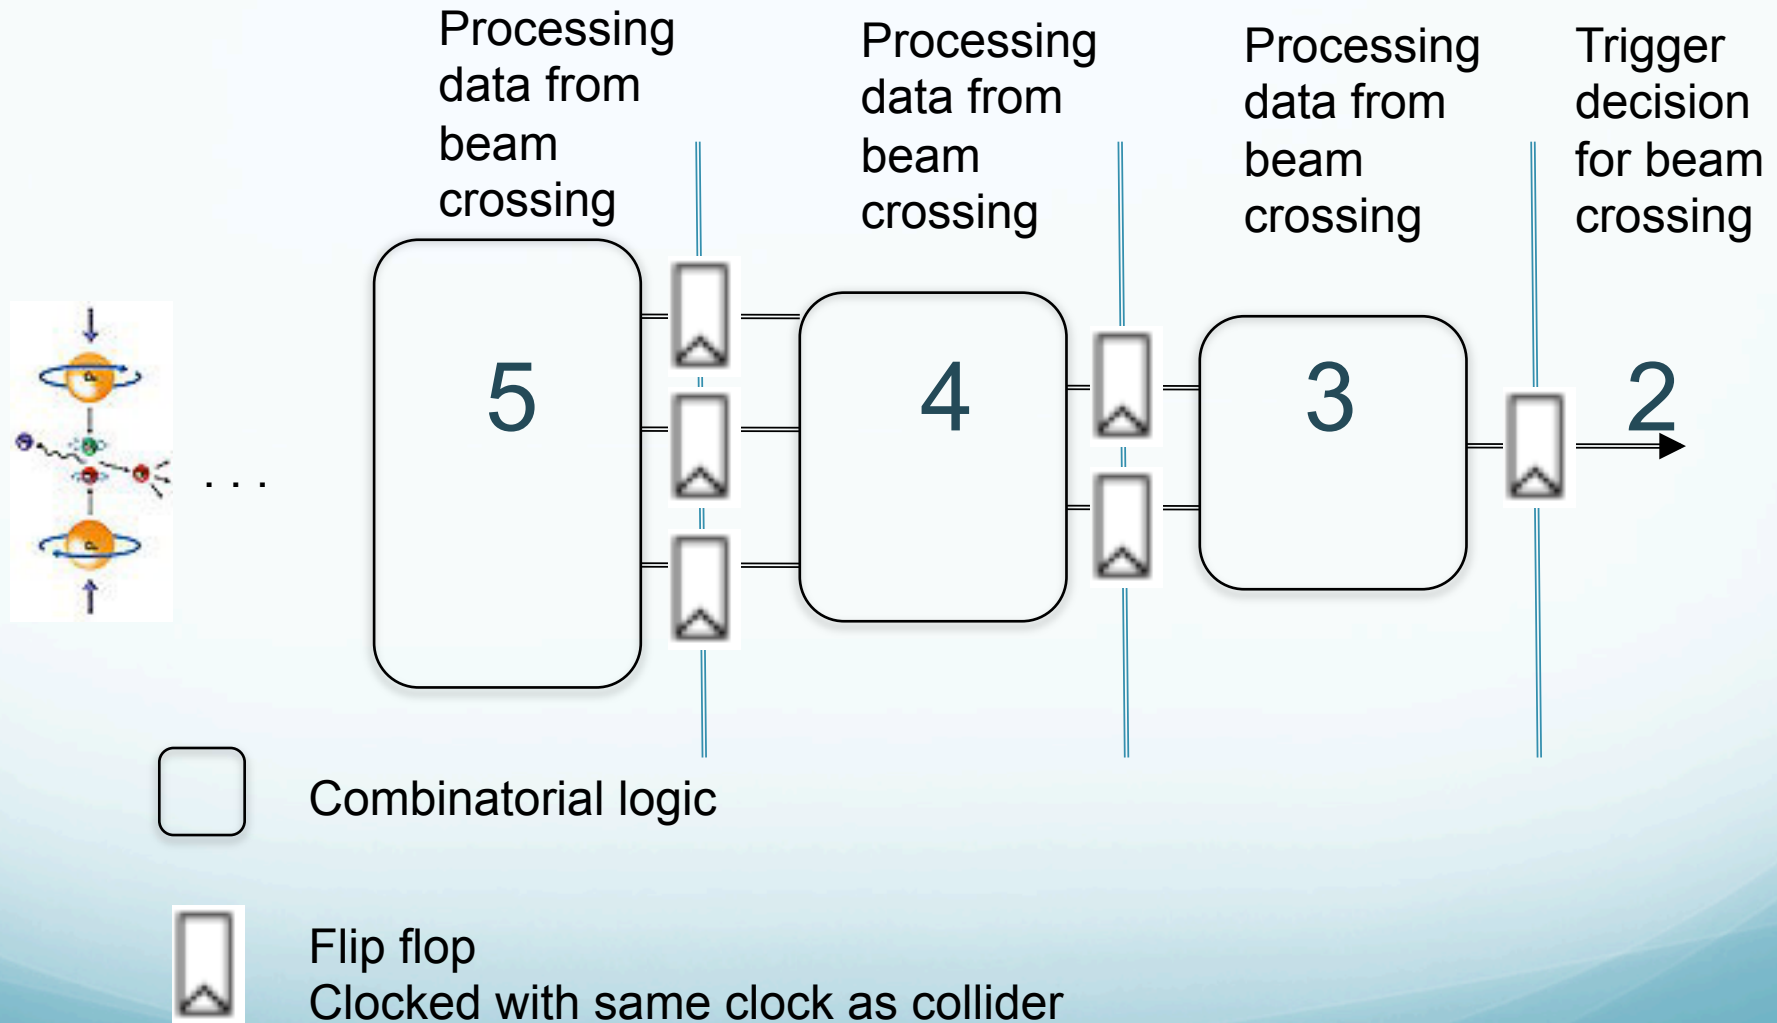 Processing
data from
beam
crossing
Processing
data from
beam
crossing
Processing
data from
beam
crossing
Trigger
decision
for beam
crossing
5
4
3
2
. . .
Combinatorial logic
Flip flop
Clocked with same clock as collider